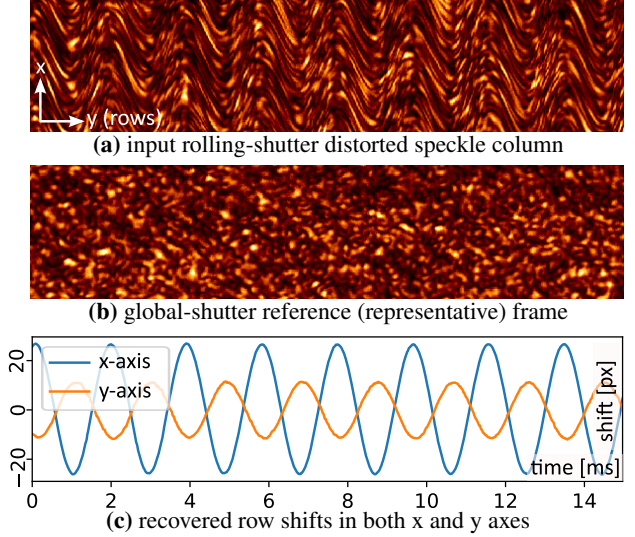 x
y (rows)
(a) input rolling-shutter distorted speckle column
(b) global-shutter reference (representative) frame
x-axis
y-axis
20
0
−20
shift [px]
time [ms]
0 2 4 6 8 10 12 14
(c) recovered row shifts in both x and y axes